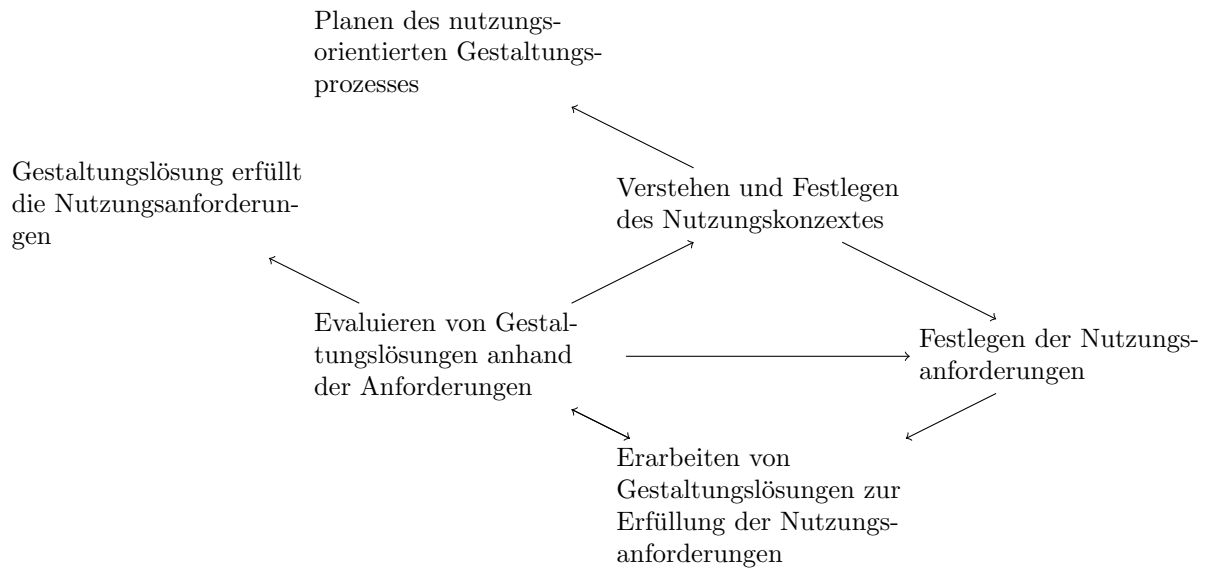 Planen des nutzungs-
orientierten Gestaltungs-
prozesses
Gestaltungslösung erfüllt
die Nutzungsanforderun-
gen
Verstehen und Festlegen
des Nutzungskonzextes
Evaluieren von Gestal-
tungslösungen anhand
der Anforderungen
Festlegen der Nutzungs-
anforderungen
Erarbeiten von
Gestaltungslösungen zur
Erfüllung der Nutzungs-
anforderungen